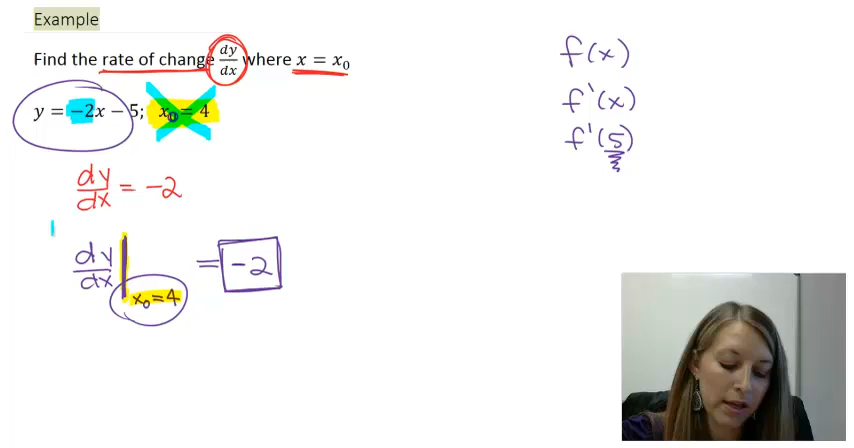 Example
Find the rate of change dy/dx where x = x₀
y = −2x − 5; x₀ = 4
dy/dx = −2
dy/dx | x₀=4 = −2
f(x)
f'(x)
f'(5)